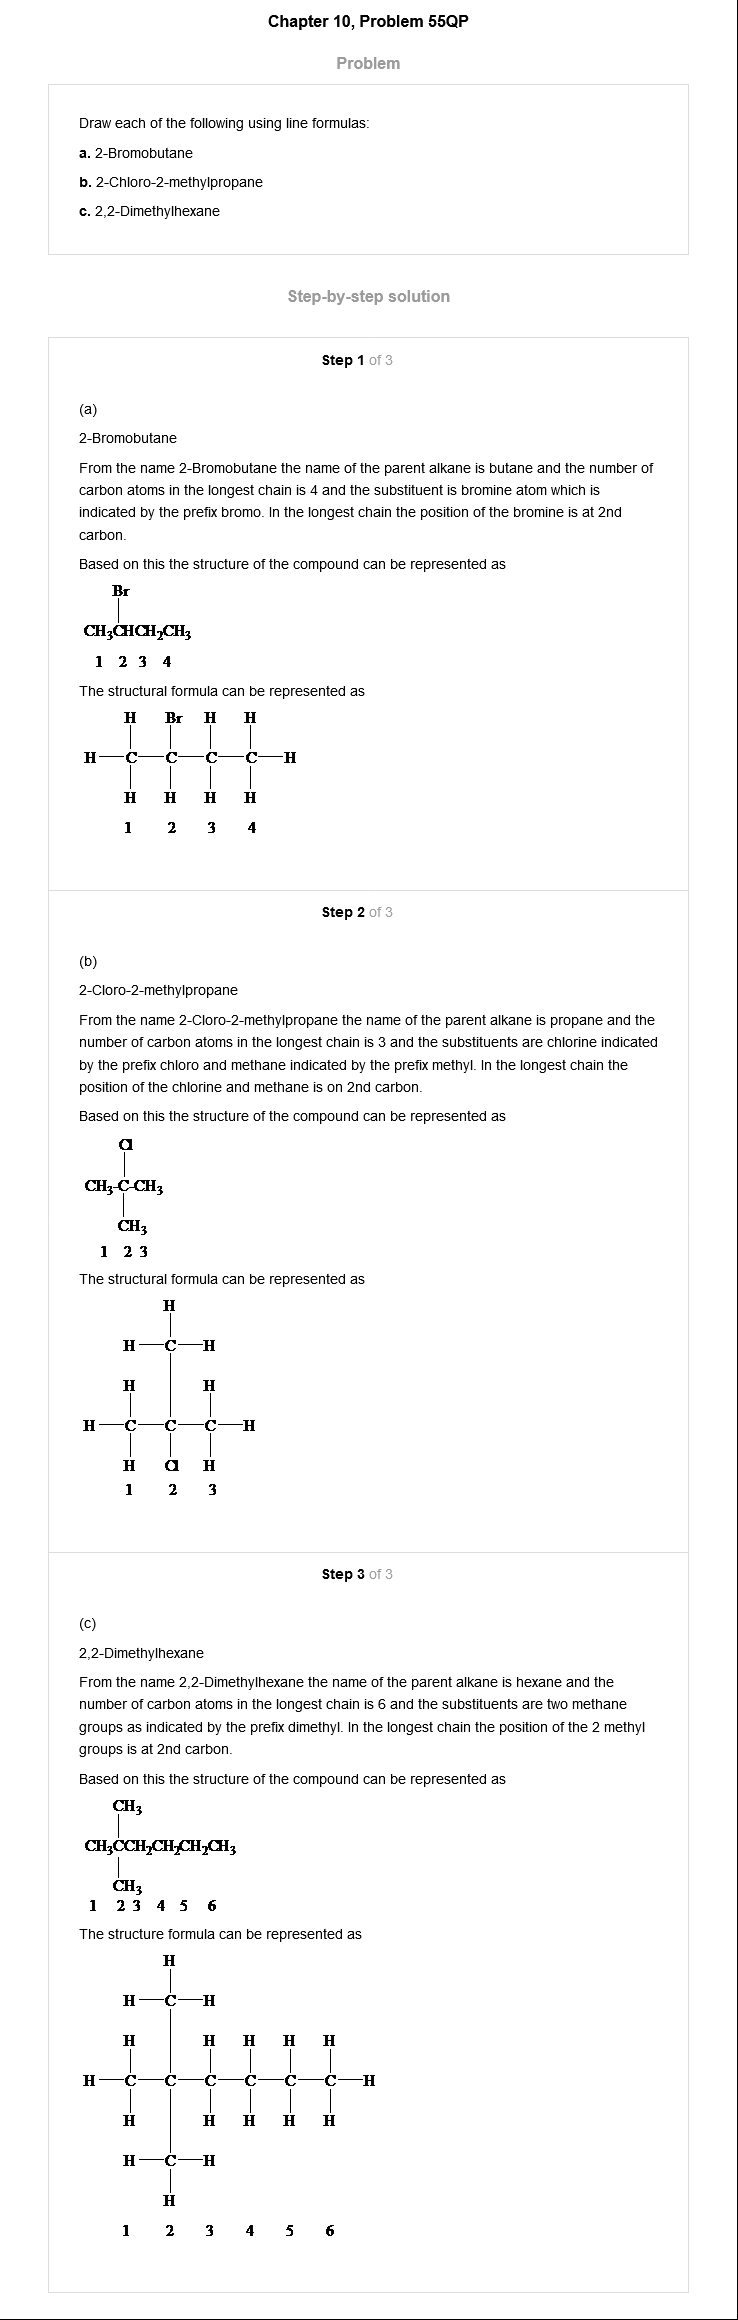 Chapter 10, Problem 55QP
Problem
Draw each of the following using line formulas:
a. 2-Bromobutane
b. 2-Chloro-2-methylpropane
c. 2,2-Dimethylhexane
Step-by-step solution
Step 1 of 3
(a)
2-Bromobutane
From the name 2-Bromobutane the name of the parent alkane is butane and the number of
carbon atoms in the longest chain is 4 and the substituent is bromine atom which is
indicated by the prefix bromo. In the longest chain the position of the bromine is at 2nd
carbon.
Based on this the structure of the compound can be represented as
Br
CH3CHCH2CH3
1 2 3 4
The structural formula can be represented as
H Br H H
H C C C C H
H H H H
1 2 3 4
Step 2 of 3
(b)
2-Cloro-2-methylpropane
From the name 2-Cloro-2-methylpropane the name of the parent alkane is propane and the
number of carbon atoms in the longest chain is 3 and the substituents are chlorine indicated
by the prefix chloro and methane indicated by the prefix methyl. In the longest chain the
position of the chlorine and methane is on 2nd carbon.
Based on this the structure of the compound can be represented as
Cl
CH3-C-CH3
CH3
1 2 3
The structural formula can be represented as
H
H C H
H H
H C C C H
H Cl H
1 2 3
Step 3 of 3
(c)
2,2-Dimethylhexane
From the name 2,2-Dimethylhexane the name of the parent alkane is hexane and the
number of carbon atoms in the longest chain is 6 and the substituents are two methane
groups as indicated by the prefix dimethyl. In the longest chain the position of the 2 methyl
groups is at 2nd carbon.
Based on this the structure of the compound can be represented as
CH3
CH3CCH2CH2CH2CH3
CH3
1 2 3 4 5 6
The structure formula can be represented as
H
H C H
H H H H H
H C C C C C C H
H H H H H
H C H
H
1 2 3 4 5 6